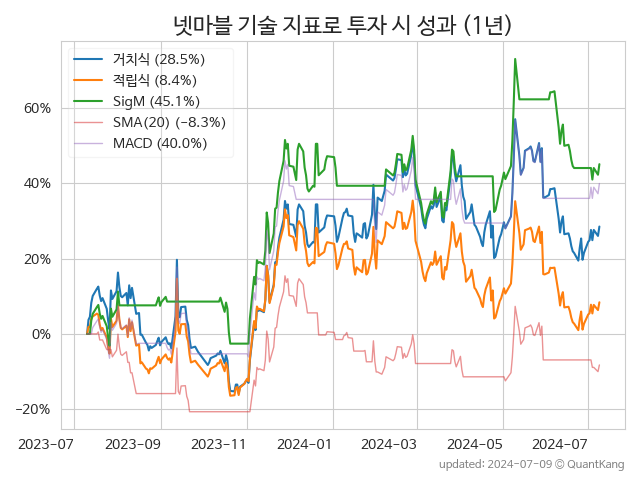 넷마블 기술 지표로 투자 시 성과 (1년)
거치식 (28.5%)
적립식 (8.4%)
SigM (45.1%)
SMA(20) (−8.3%)
MACD (40.0%)
60%
40%
20%
0%
−20%
2023-07 2023-09 2023-11 2024-01 2024-03 2024-05 2024-07
updated: 2024-07-09 © QuantKang